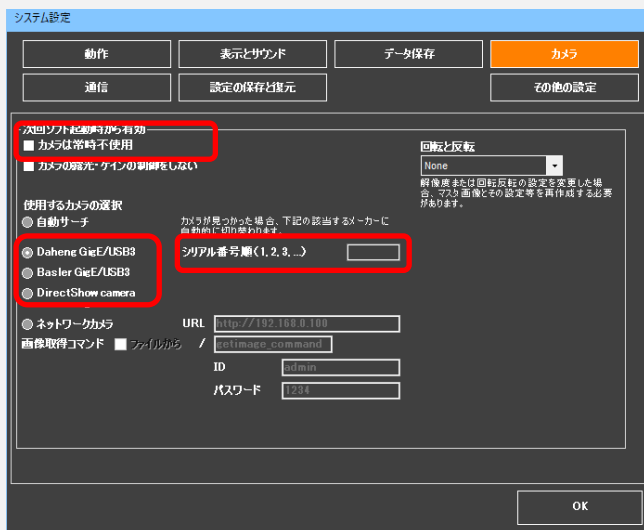 システム設定
動作
表示とサウンド
データ保存
カメラ
通信
設定の保存と復元
その他の設定
次回ソフト起動時から有効
カメラは常時不使用
カメラの露光・ゲインの制御をしない
回転と反転
None
解像度または回転反転の設定を変更した場
合、マスク画像とその設定等を再作成する必要
があります。
使用するカメラの選択
自動サーチ
カメラが見つかった場合、下記の該当するメーカーに
自動的に切り替わります。
Daheng GigE/USB3
シリアル番号順(1,2,3,...)
Basler GigE/USB3
DirectShow camera
ネットワークカメラ
URL http://192.168.0.100
画像取得コマンド ファイルから / getimage_command
ID admin
パスワード 1234
OK